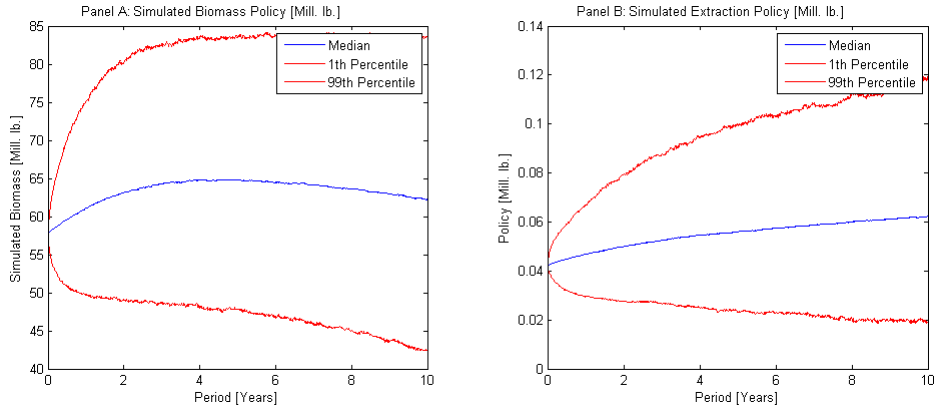 Panel A: Simulated Biomass Policy [Mill. lb.]
85
80
75
70
65
60
55
50
45
40
Simulated Biomass [Mill. lb.]
0 2 4 6 8 10
Period [Years]
Median
1th Percentile
99th Percentile
Panel B: Simulated Extraction Policy [Mill. lb.]
0.14
0.12
0.1
0.08
0.06
0.04
0.02
0
Policy [Mill. lb.]
0 2 4 6 8 10
Period [Years]
Median
1th Percentile
99th Percentile